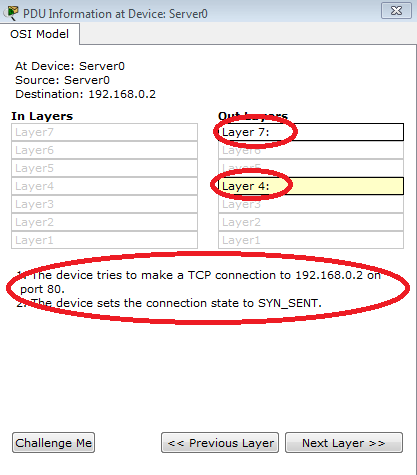 PDU Information at Device: Server0
OSI Model
At Device: Server0
Source: Server0
Destination: 192.168.0.2
In Layers
Out Layers
Layer7
Layer 7:
Layer6
Layer6
Layer5
Layer5
Layer4
Layer 4:
Layer3
Layer3
Layer2
Layer2
Layer1
Layer1
1. The device tries to make a TCP connection to 192.168.0.2 on
port 80.
2. The device sets the connection state to SYN_SENT.
Challenge Me
<< Previous Layer
Next Layer >>